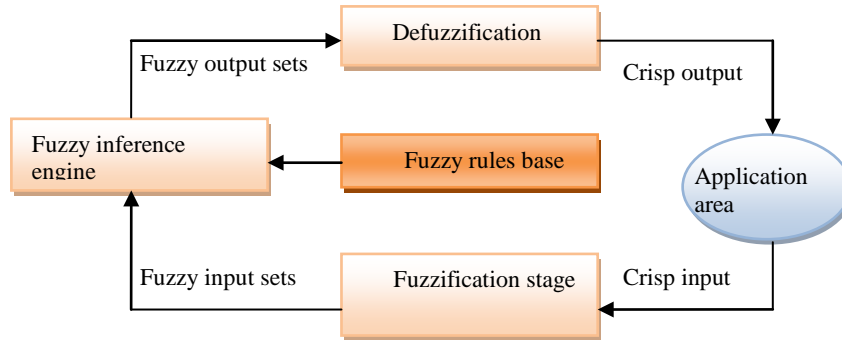 Defuzzification
Fuzzy output sets
Crisp output
Fuzzy inference
engine
Fuzzy rules base
Application
area
Fuzzy input sets
Fuzzification stage
Crisp input